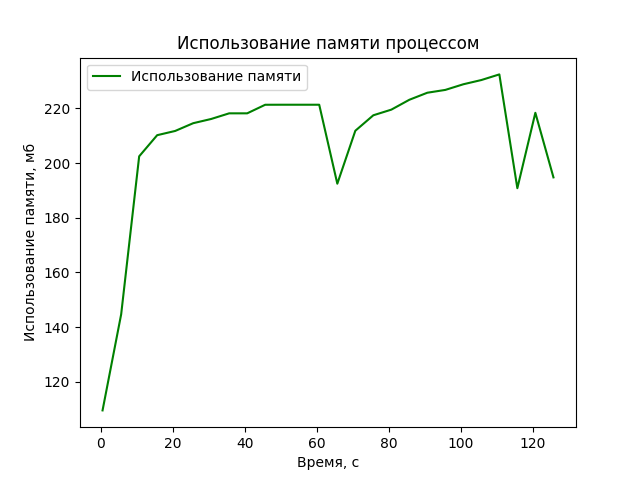 Использование памяти процессом
Использование памяти
Использование памяти, мб
220
200
180
160
140
120
0 20 40 60 80 100 120
Время, с